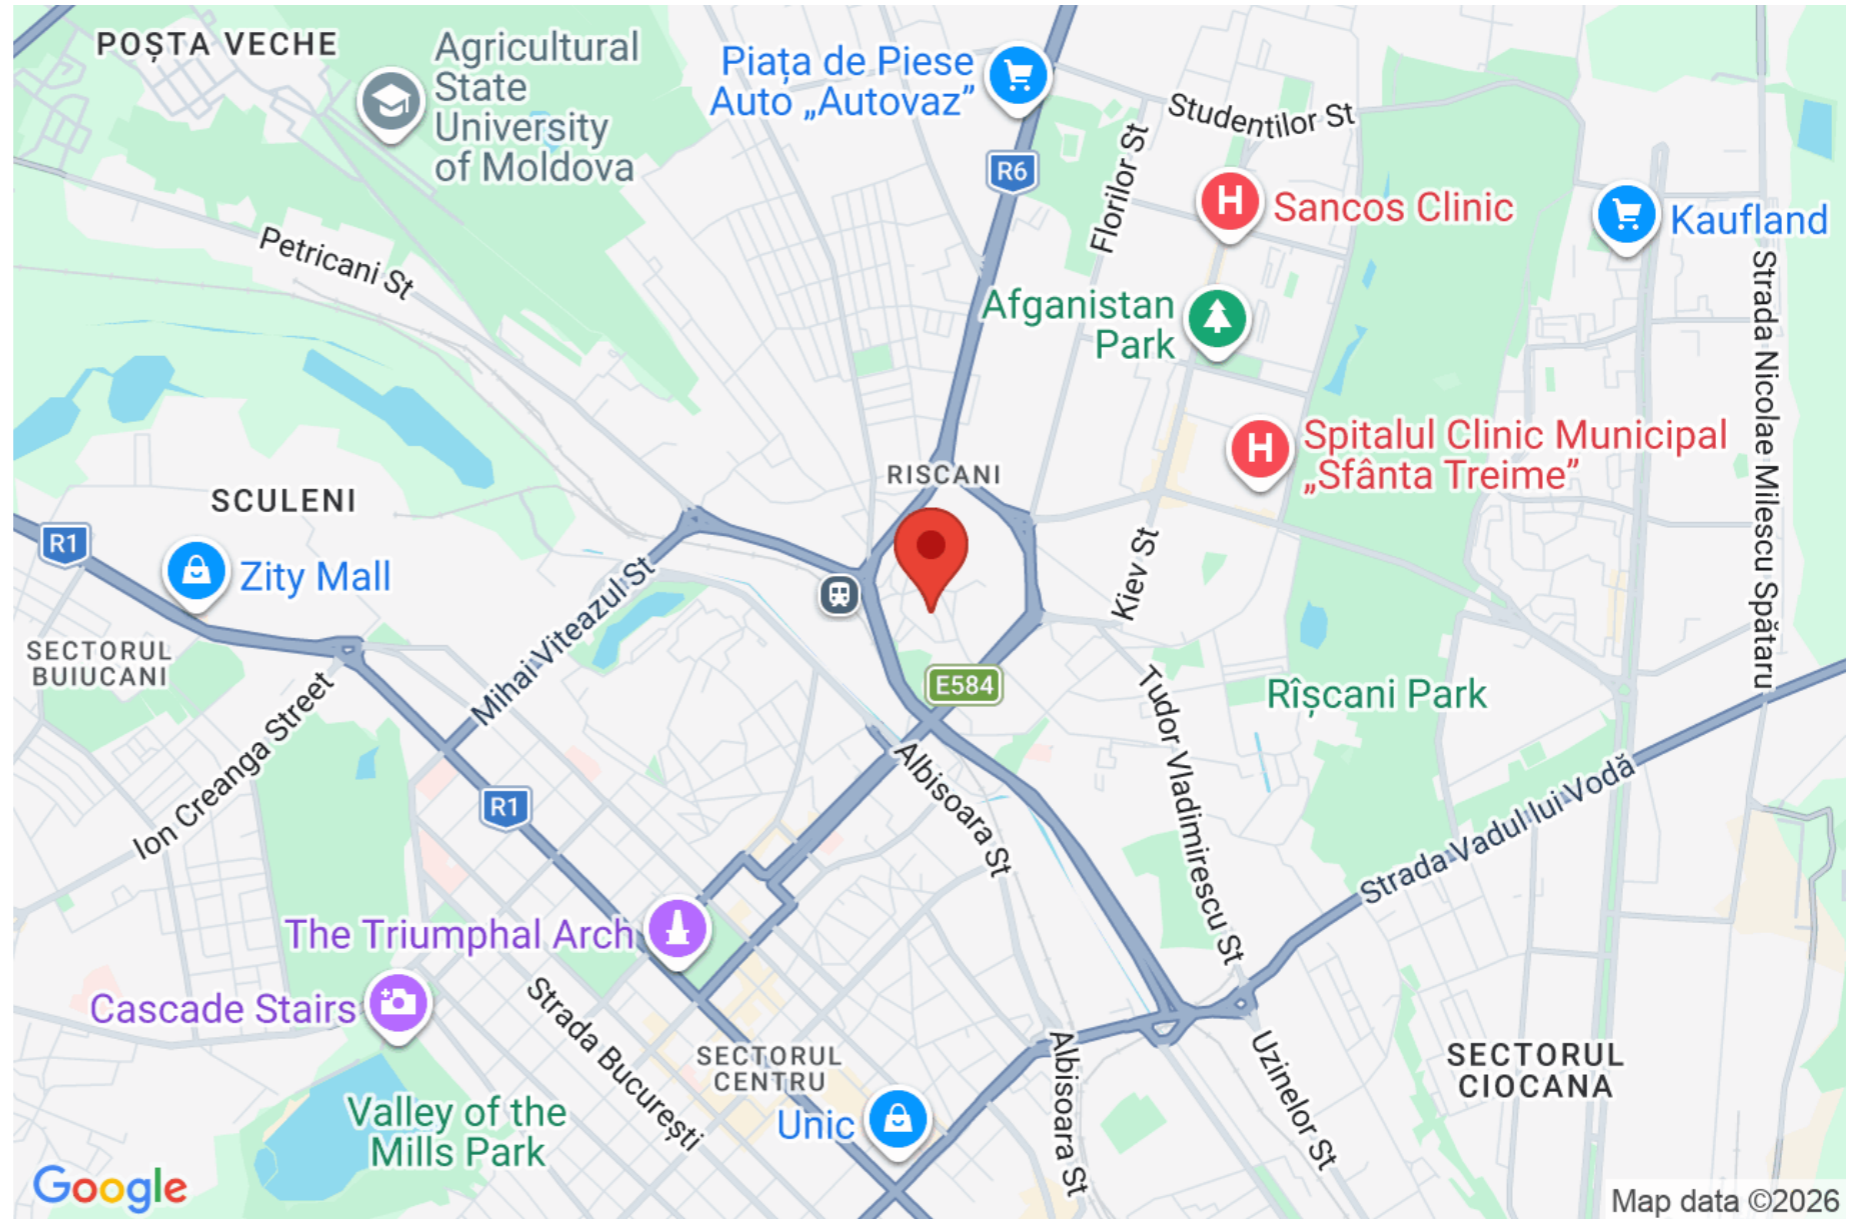 POȘTA VECHE
Agricultural
State
University
of Moldova
Piața de Piese
Auto „Autovaz”
R6
Studentilor St
Florilor St
Sancos Clinic
Kaufland
Petricani St
Afganistan
Park
Strada Nicolae Milescu Spătaru
Spitalul Clinic Municipal
„Sfânta Treime”
RISCANI
SCULENI
R1
Zity Mall
Mihai Viteazul St
Kiev St
SECTORUL
BUIUCANI
E584
Tudor Vladimirescu St
Rîșcani Park
Ion Creanga Street
Albisoara St
R1
Strada Vadul lui Vodă
The Triumphal Arch
Cascade Stairs
Strada București
SECTORUL
CENTRU
Albisoara St
Uzinelor St
SECTORUL
CIOCANA
Valley of the
Mills Park
Unic
Google
Map data ©2026